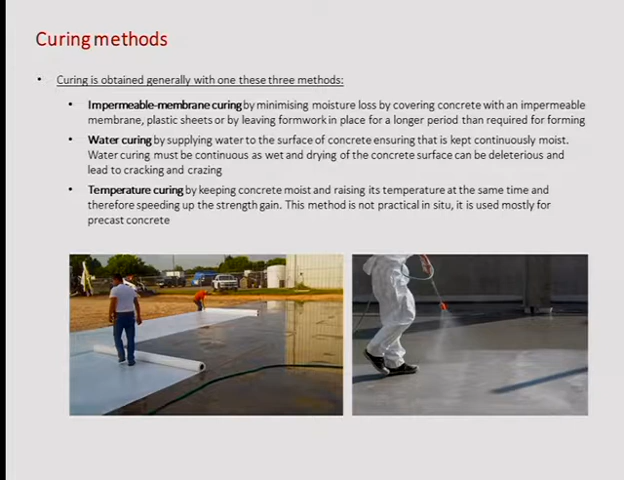 Curing methods
• Curing is obtained generally with one these three methods:
• Impermeable-membrane curing by minimising moisture loss by covering concrete with an impermeable
membrane, plastic sheets or by leaving formwork in place for a longer period than required for forming
• Water curing by supplying water to the surface of concrete ensuring that is kept continuously moist.
Water curing must be continuous as wet and drying of the concrete surface can be deleterious and
lead to cracking and crazing
• Temperature curing by keeping concrete moist and raising its temperature at the same time and
therefore speeding up the strength gain. This method is not practical in situ, it is used mostly for
precast concrete